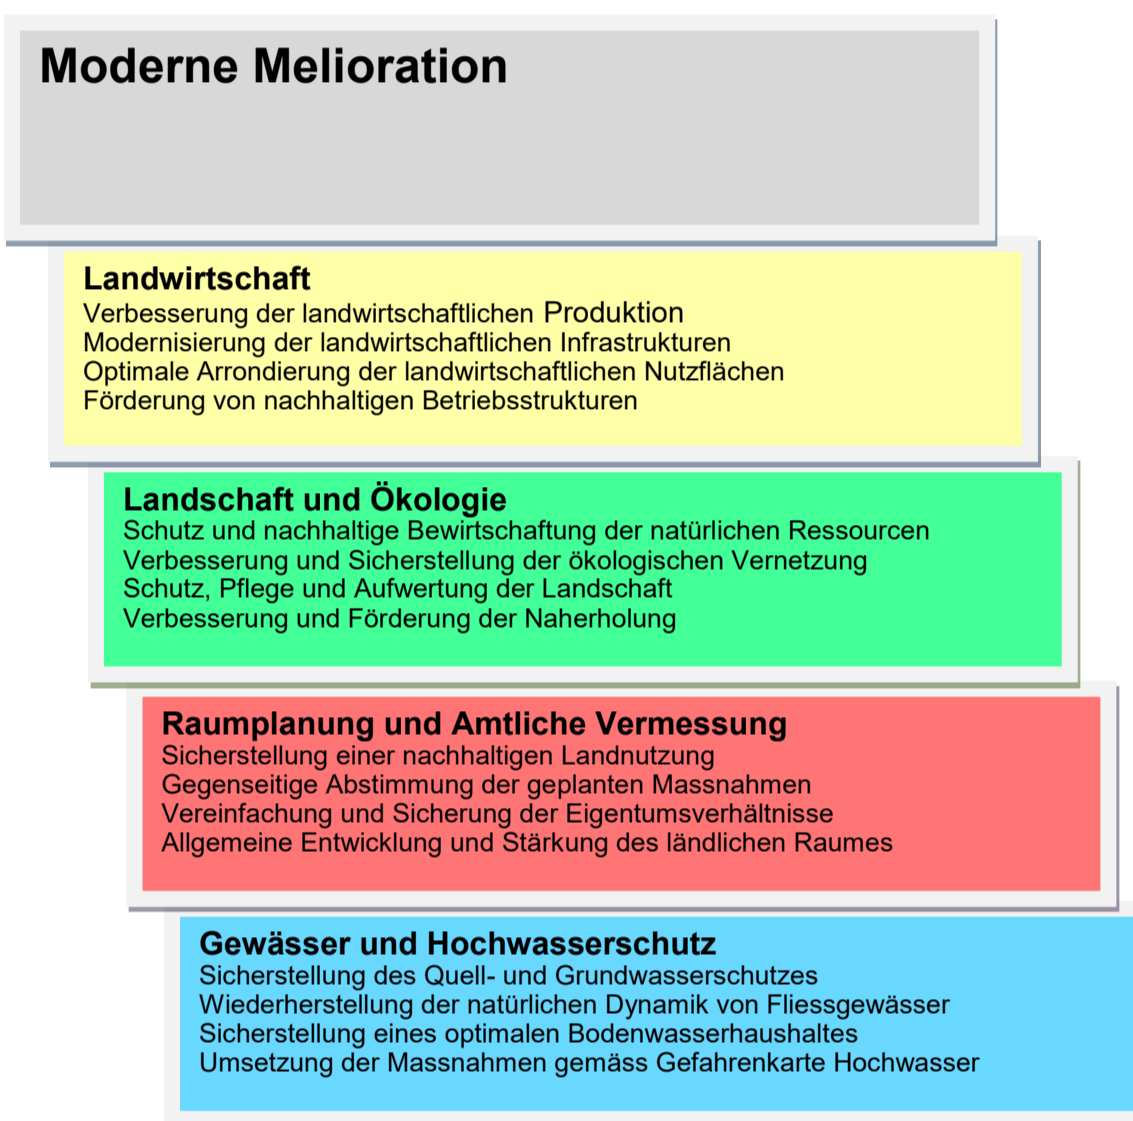 Moderne Melioration
Landwirtschaft
Verbesserung der landwirtschaftlichen Produktion
Modernisierung der landwirtschaftlichen Infrastrukturen
Optimale Arrondierung der landwirtschaftlichen Nutzflächen
Förderung von nachhaltigen Betriebsstrukturen
Landschaft und Ökologie
Schutz und nachhaltige Bewirtschaftung der natürlichen Ressourcen
Verbesserung und Sicherstellung der ökologischen Vernetzung
Schutz, Pflege und Aufwertung der Landschaft
Verbesserung und Förderung der Naherholung
Raumplanung und Amtliche Vermessung
Sicherstellung einer nachhaltigen Landnutzung
Gegenseitige Abstimmung der geplanten Massnahmen
Vereinfachung und Sicherung der Eigentumsverhältnisse
Allgemeine Entwicklung und Stärkung des ländlichen Raumes
Gewässer und Hochwasserschutz
Sicherstellung des Quell- und Grundwasserschutzes
Wiederherstellung der natürlichen Dynamik von Fliessgewässer
Sicherstellung eines optimalen Bodenwasserhaushaltes
Umsetzung der Massnahmen gemäss Gefahrenkarte Hochwasser